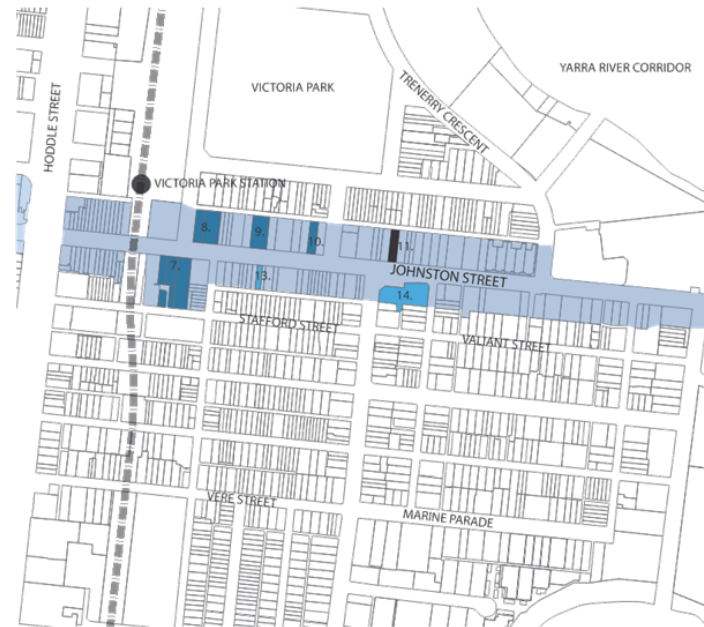 YARRA RIVER CORRIDOR
VICTORIA PARK
TRENERRY CRESCENT
HODDLE STREET
VICTORIA PARK STATION
8.
9.
10.
11.
7.
13.
JOHNSTON STREET
14.
STAFFORD STREET
VALIANT STREET
VERE STREET
MARINE PARADE